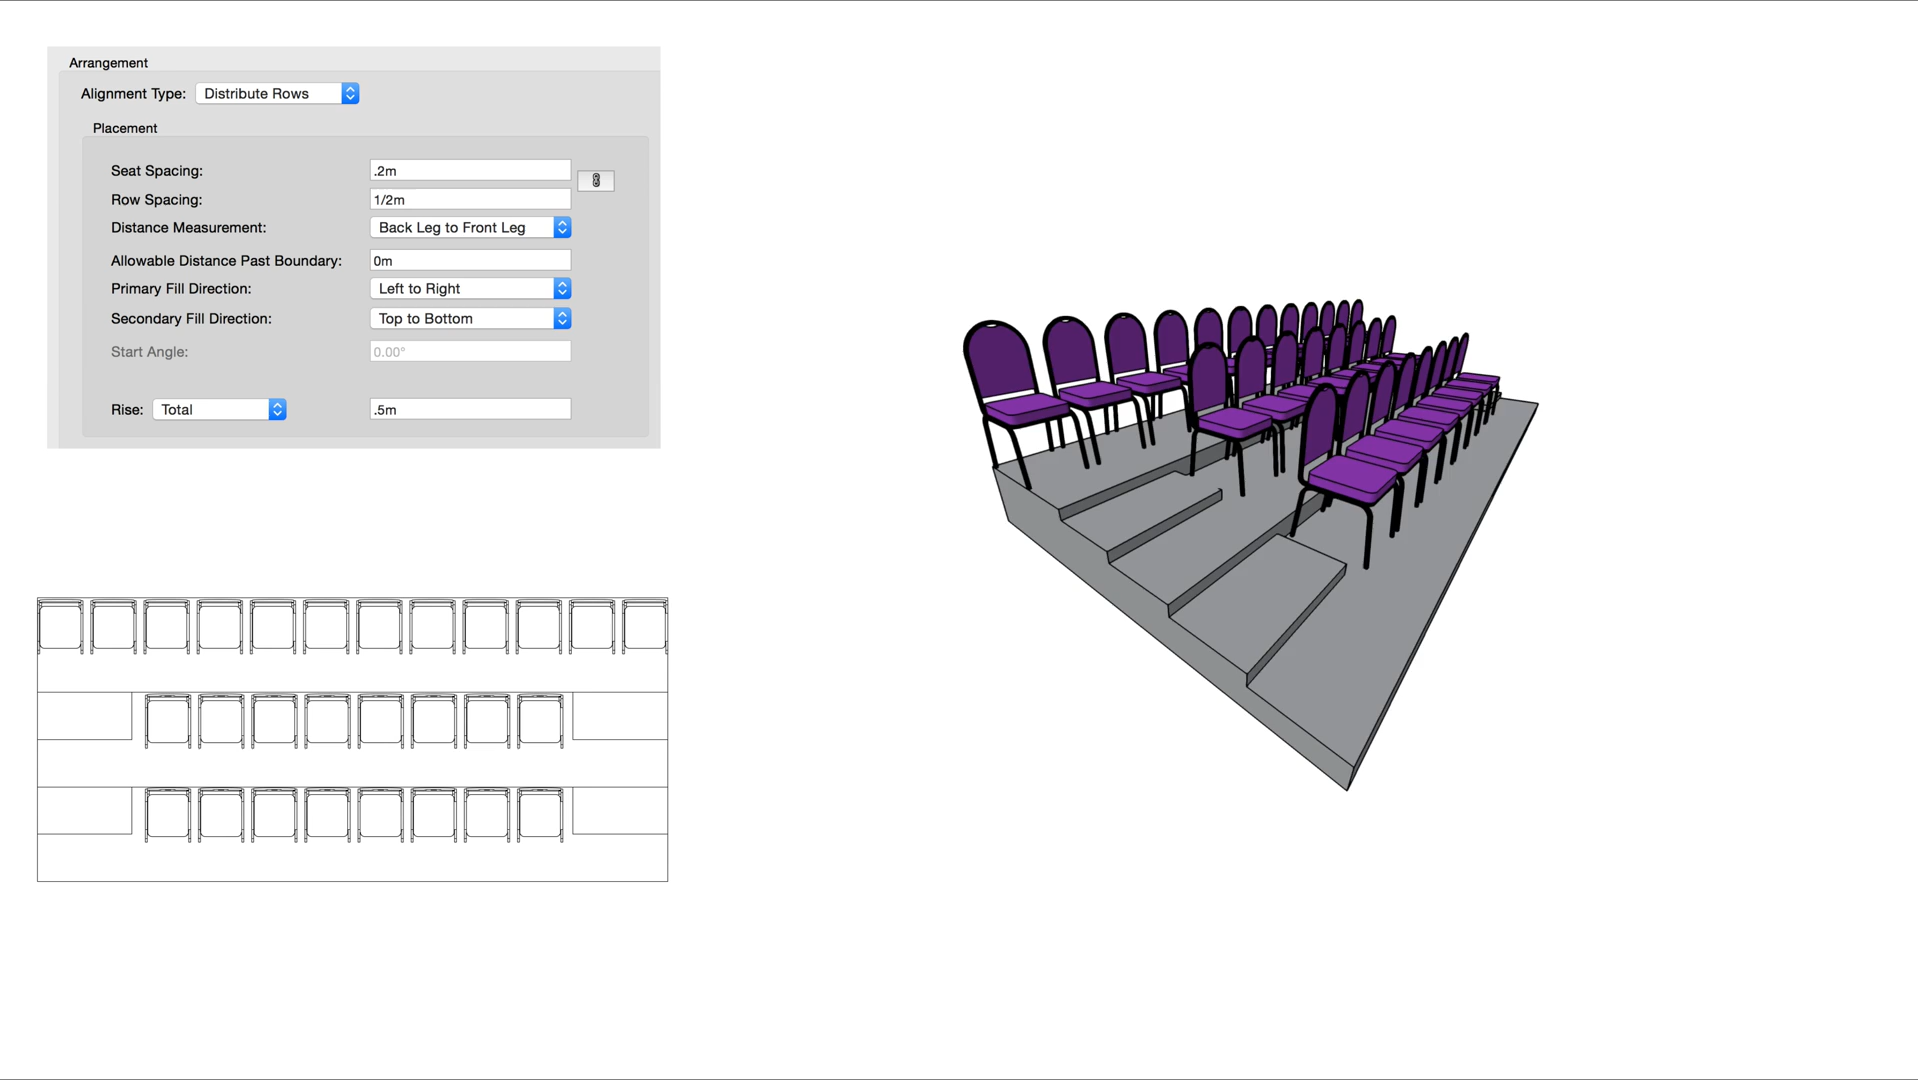 Arrangement
Alignment Type: Distribute Rows
Placement
Seat Spacing: .2m
Row Spacing: 1/2m
Distance Measurement: Back Leg to Front Leg
Allowable Distance Past Boundary: 0m
Primary Fill Direction: Left to Right
Secondary Fill Direction: Top to Bottom
Start Angle: 0.00°
Rise: Total .5m